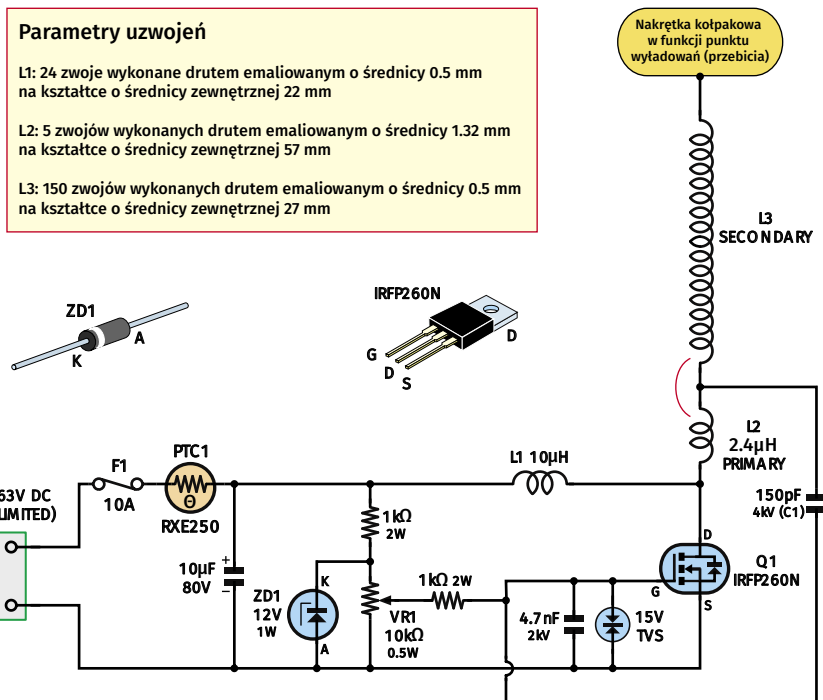 Parametry uzwojeń
L1: 24 zwoje wykonane drutem emaliowanym o średnicy 0.5 mm
na kształtce o średnicy zewnętrznej 22 mm
L2: 5 zwojów wykonanych drutem emaliowanym o średnicy 1.32 mm
na kształtce o średnicy zewnętrznej 57 mm
L3: 150 zwojów wykonanych drutem emaliowanym o średnicy 0.5 mm
na kształtce o średnicy zewnętrznej 27 mm
Nakrętka kołpakowa
w funkcji punktu
wyładowań (przebicia)
L3
SECONDARY
ZD1
A
K
IRFP260N
G
D
S
D
L2
2.4µH
PRIMARY
150pF
4kV (C1)
F1
10A
PTC1
θ
RXE250
L1 10µH
63V DC
LIMITED)
10µF
80V
+
–
1kΩ
2W
ZD1
12V
1W
K
A
VR1
10kΩ
0.5W
1kΩ 2W
4.7nF
2kV
15V
TVS
D
G
S
Q1
IRFP260N